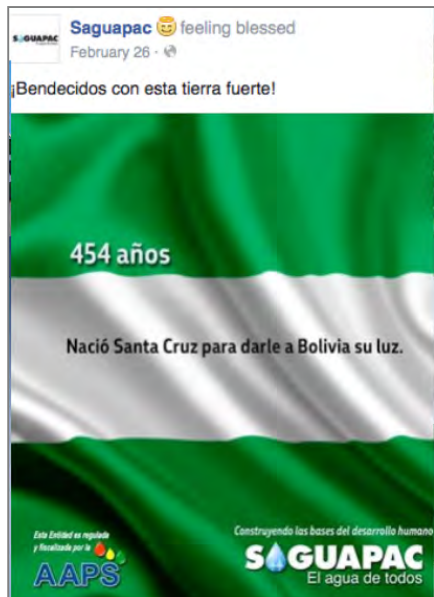 SAGUAPAC
Saguapac 😇 feeling blessed
February 26 ·
¡Bendecidos con esta tierra fuerte!
454 años
Nació Santa Cruz para darle a Bolivia su luz.
Esta Entidad es regulada
y fiscalizada por la
AAPS
Construyendo las bases del desarrollo humano
SAGUAPAC
El agua de todos